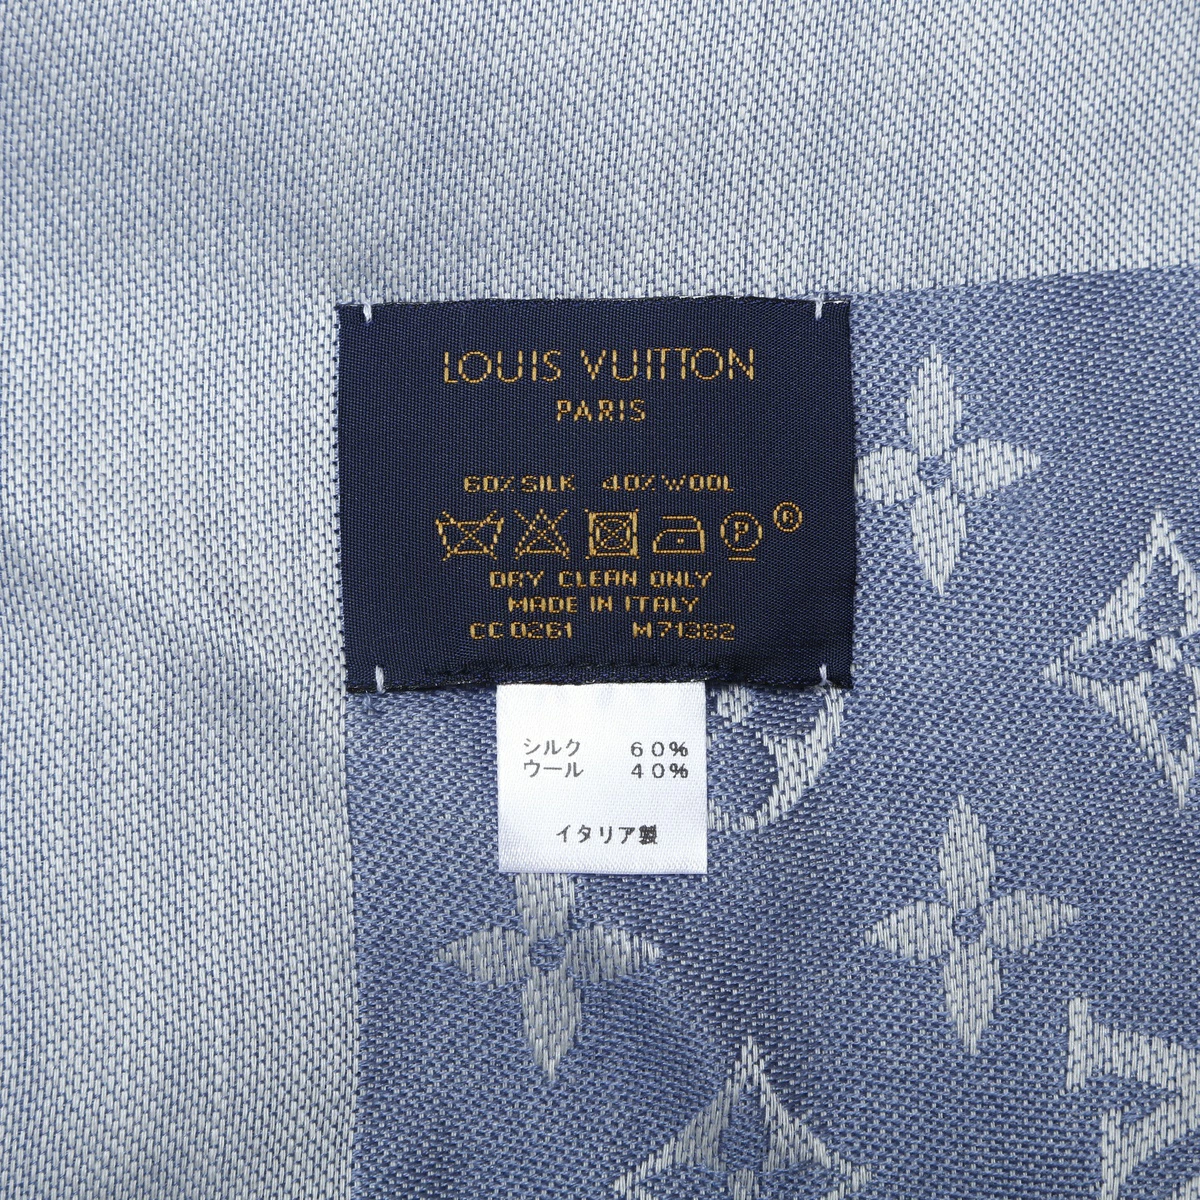 LOUIS VUITTON
PARIS
60% SILK 40% WOOL
P ®
DRY CLEAN ONLY
MADE IN ITALY
CC 0261 M71382
シルク 60%
ウール 40%
イタリア製